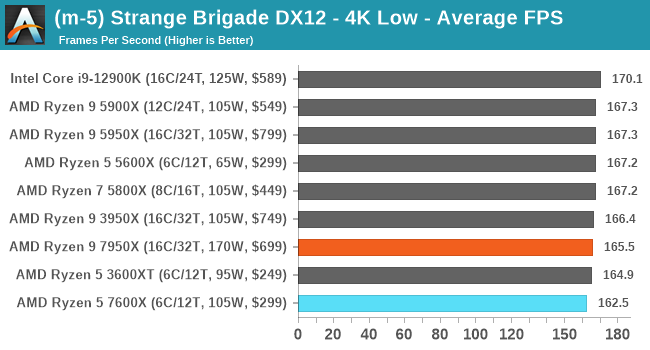 (m-5) Strange Brigade DX12 - 4K Low - Average FPS
Frames Per Second (Higher is Better)
Intel Core i9-12900K (16C/24T, 125W, $589) 170.1
AMD Ryzen 9 5900X (12C/24T, 105W, $549) 167.3
AMD Ryzen 9 5950X (16C/32T, 105W, $799) 167.3
AMD Ryzen 5 5600X (6C/12T, 65W, $299) 167.2
AMD Ryzen 7 5800X (8C/16T, 105W, $449) 167.2
AMD Ryzen 9 3950X (16C/32T, 105W, $749) 166.4
AMD Ryzen 9 7950X (16C/32T, 170W, $699) 165.5
AMD Ryzen 5 3600XT (6C/12T, 95W, $249) 164.9
AMD Ryzen 5 7600X (6C/12T, 105W, $299) 162.5
0 20 40 60 80 100 120 140 160 180